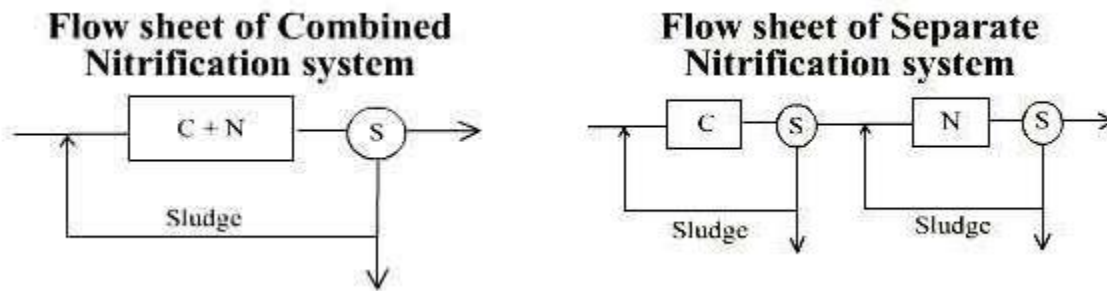 Flow sheet of Combined
Nitrification system
C + N
S
Sludge
Flow sheet of Separate
Nitrification system
C
S
N
S
Sludge
Sludge